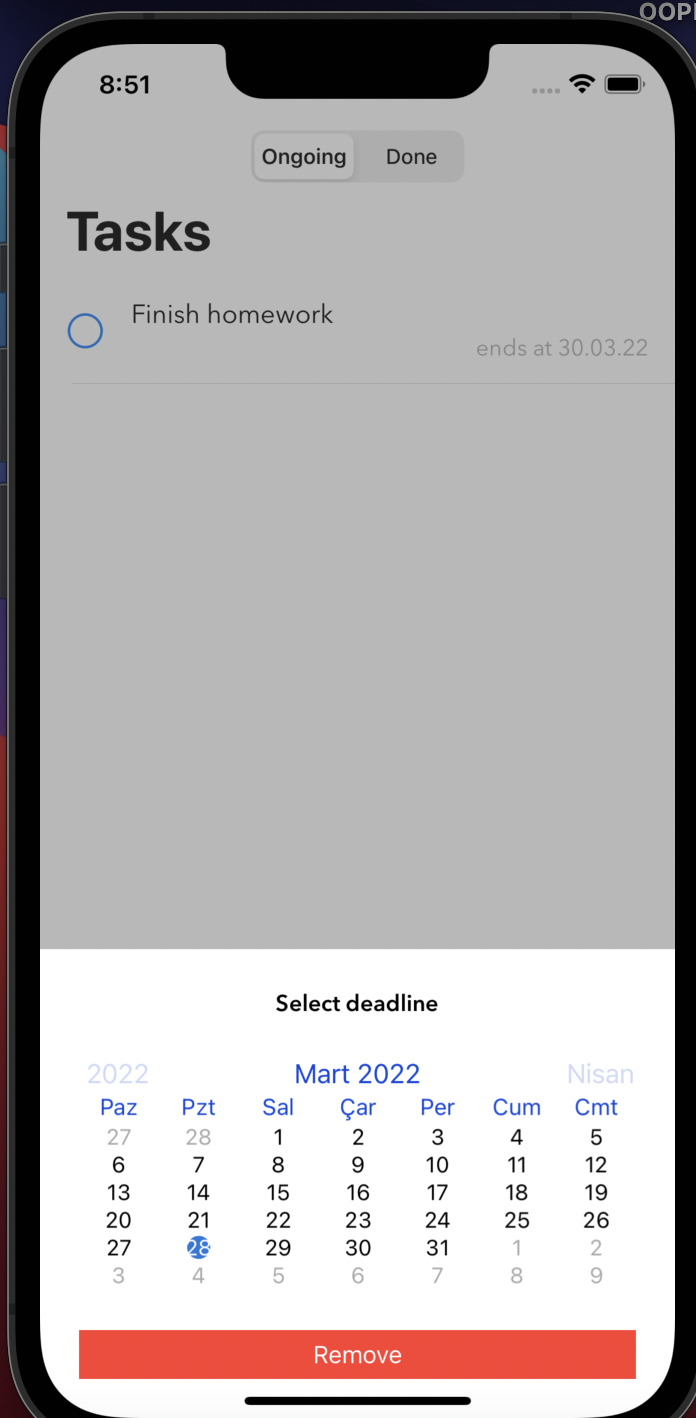 OOP
8:51
Ongoing Done
Tasks
Finish homework
ends at 30.03.22
Select deadline
2022 Mart 2022 Nisan
Paz Pzt Sal Çar Per Cum Cmt
27 28 1 2 3 4 5
6 7 8 9 10 11 12
13 14 15 16 17 18 19
20 21 22 23 24 25 26
27 28 29 30 31 1 2
3 4 5 6 7 8 9
Remove